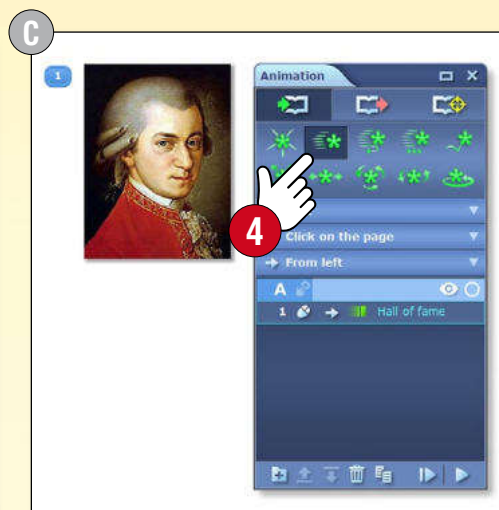 C
1
Animation
4
Click on the page
From left
A
1 Hall of fame